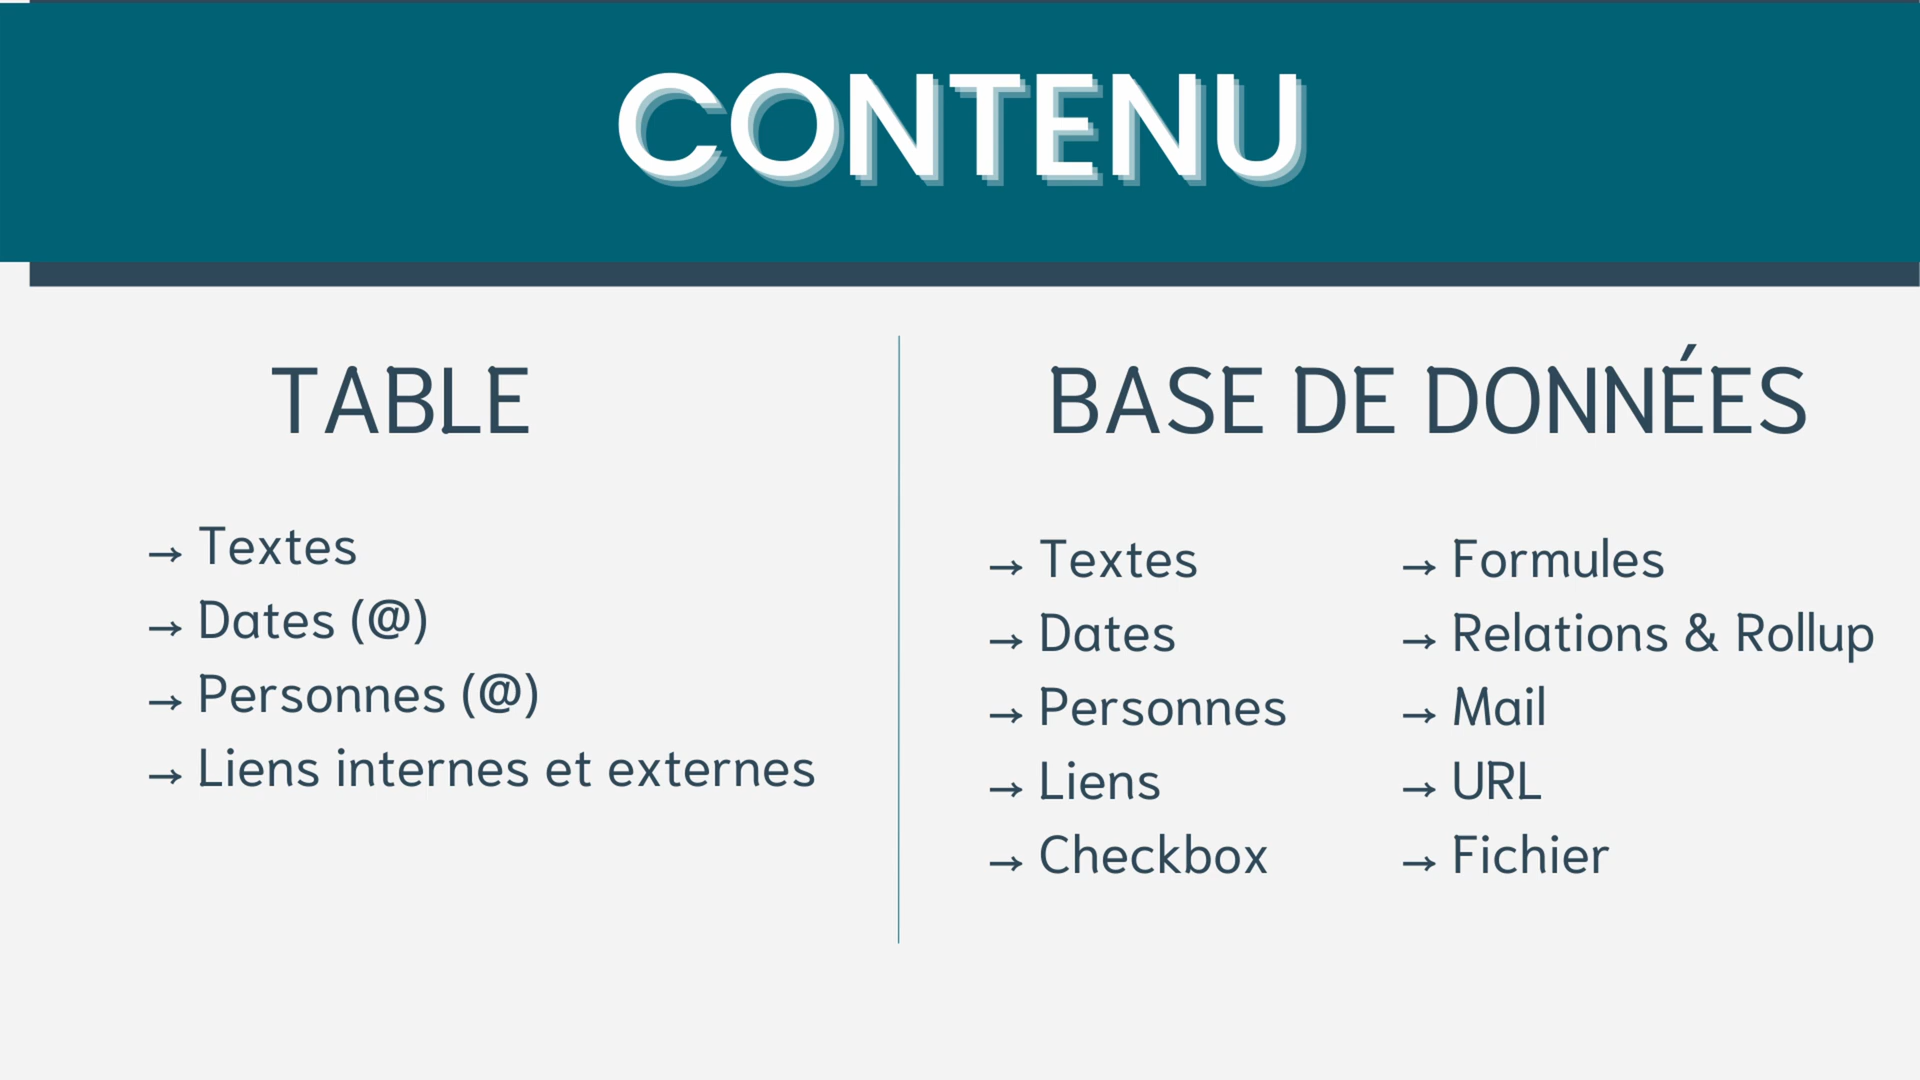 CONTENU
TABLE
→ Textes
→ Dates (@)
→ Personnes (@)
→ Liens internes et externes
BASE DE DONNÉES
→ Textes
→ Dates
→ Personnes
→ Liens
→ Checkbox
→ Formules
→ Relations & Rollup
→ Mail
→ URL
→ Fichier